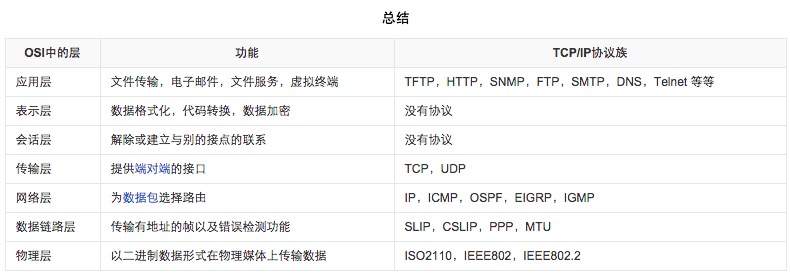 总结
OSI中的层 功能 TCP/IP协议族
应用层 文件传输，电子邮件，文件服务，虚拟终端 TFTP，HTTP，SNMP，FTP，SMTP，DNS，Telnet 等等
表示层 数据格式化，代码转换，数据加密 没有协议
会话层 解除或建立与别的接点的联系 没有协议
传输层 提供端对端的接口 TCP，UDP
网络层 为数据包选择路由 IP，ICMP，OSPF，EIGRP，IGMP
数据链路层 传输有地址的帧以及错误检测功能 SLIP，CSLIP，PPP，MTU
物理层 以二进制数据形式在物理媒体上传输数据 ISO2110，IEEE802，IEEE802.2